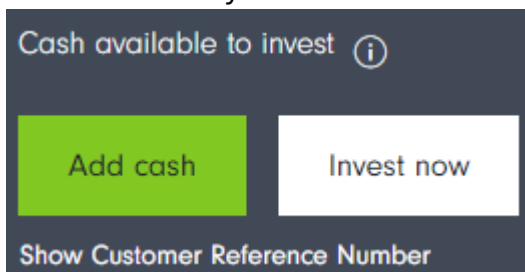 Cash available to invest
Add cash
Invest now
Show Customer Reference Number